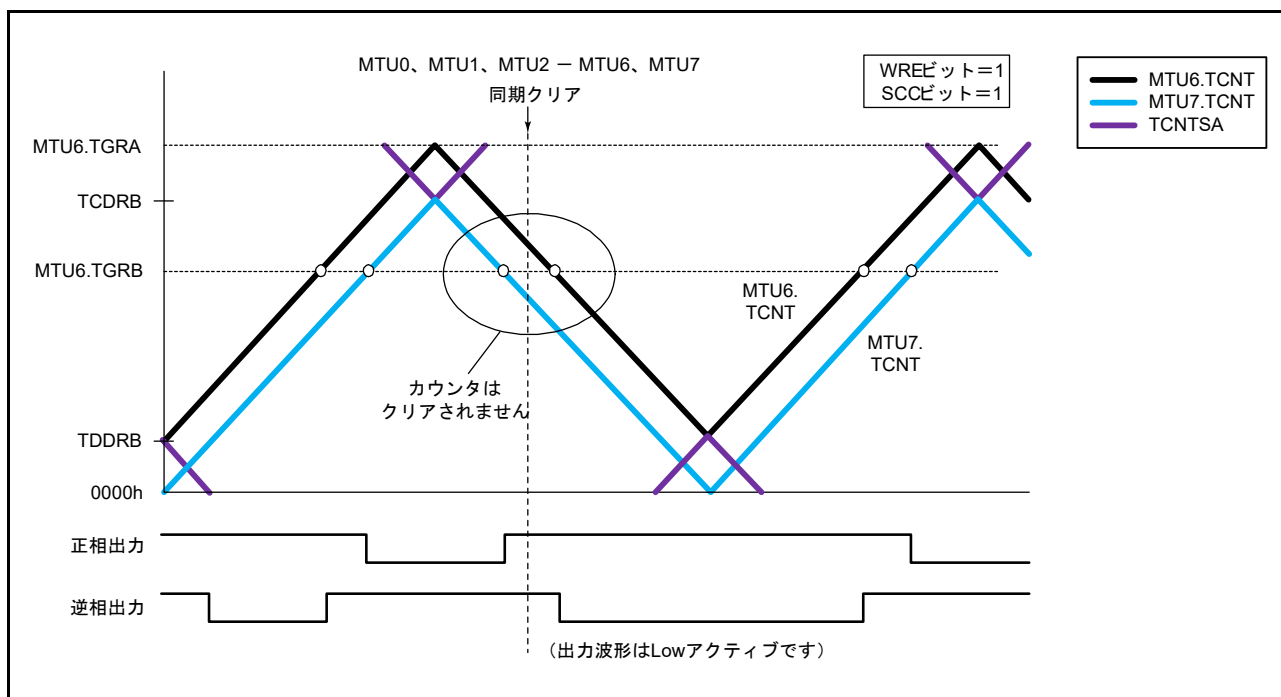 MTU0、MTU1、MTU2 － MTU6、MTU7
同期クリア
WREビット＝1
SCCビット＝1
MTU6.TCNT
MTU7.TCNT
TCNTSA
MTU6.TGRA
TCDRB
MTU6.TGRB
MTU6.
TCNT
MTU7.
TCNT
カウンタは
クリアされません
TDDRB
0000h
正相出力
逆相出力
（出力波形はLowアクティブです）